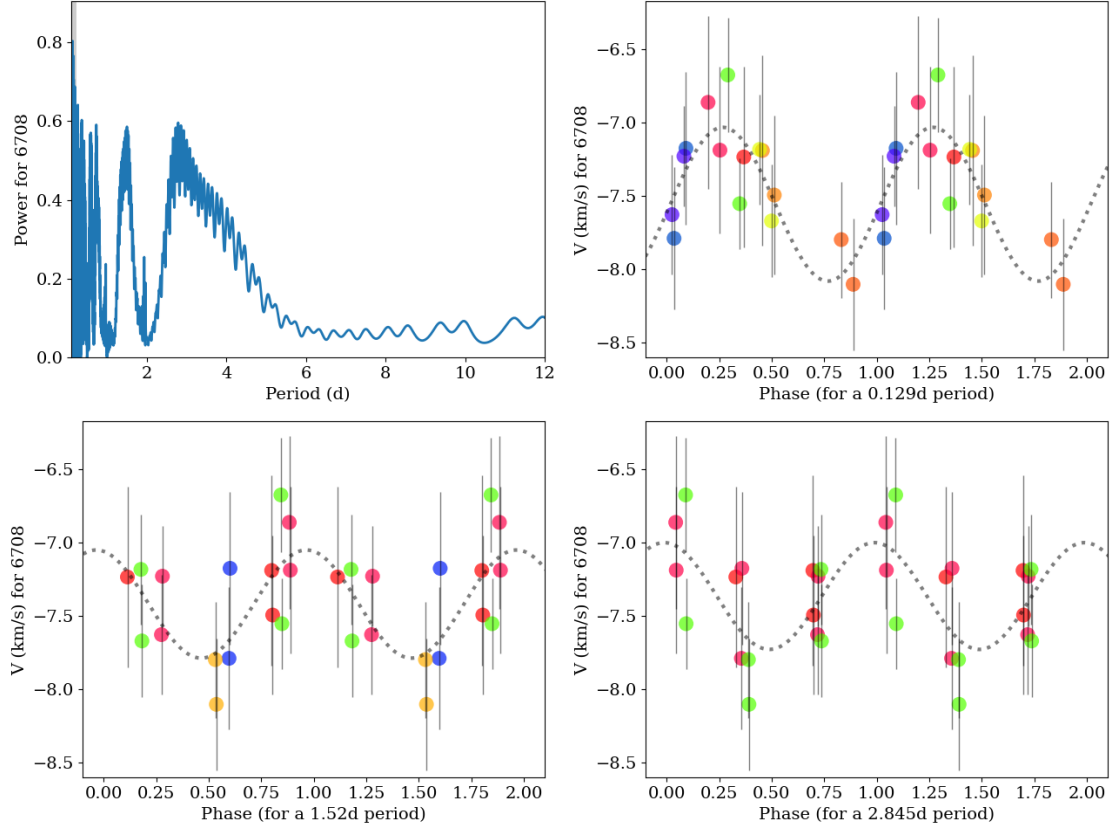 0.8
0.6
0.4
0.2
0.0
Power for 6708
2 4 6 8 10 12
Period (d)
−6.5
−7.0
−7.5
−8.0
−8.5
V (km/s) for 6708
0.00 0.25 0.50 0.75 1.00 1.25 1.50 1.75 2.00
Phase (for a 0.129d period)
−6.5
−7.0
−7.5
−8.0
−8.5
V (km/s) for 6708
0.00 0.25 0.50 0.75 1.00 1.25 1.50 1.75 2.00
Phase (for a 1.52d period)
−6.5
−7.0
−7.5
−8.0
−8.5
V (km/s) for 6708
0.00 0.25 0.50 0.75 1.00 1.25 1.50 1.75 2.00
Phase (for a 2.845d period)